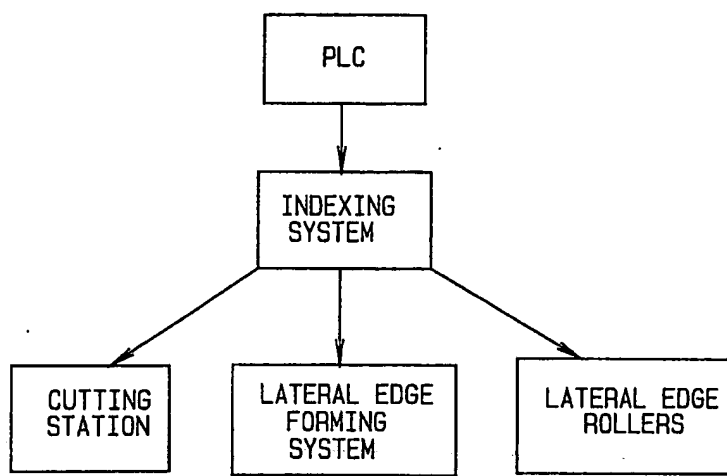 PLC
INDEXING
SYSTEM
CUTTING
STATION
LATERAL EDGE
FORMING
SYSTEM
LATERAL EDGE
ROLLERS